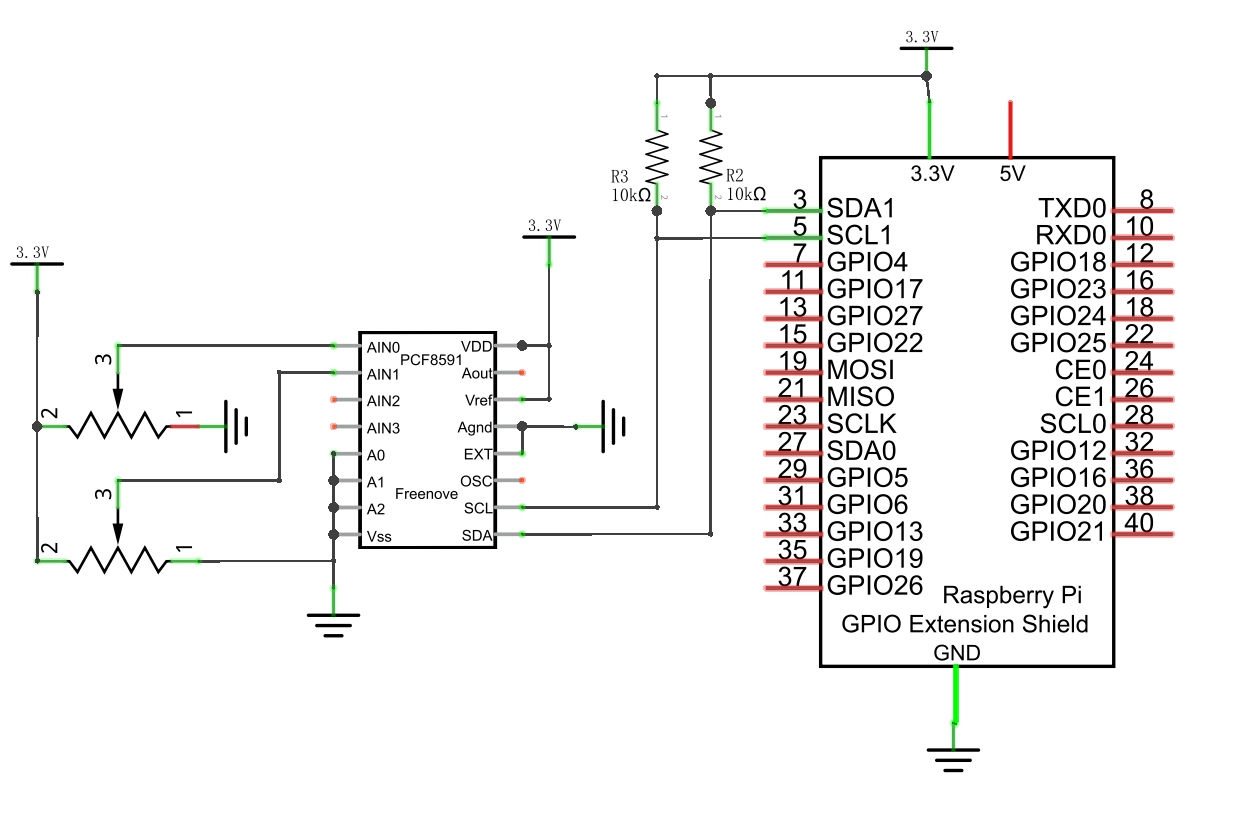 3.3V
3.3V
3.3V
1
1
R3
10kΩ
R2
10kΩ
2
2
3
2
1
3
2
1
AIN0
AIN1
AIN2
AIN3
A0
A1
A2
Vss
PCF8591
Freenove
VDD
Aout
Vref
Agnd
EXT
OSC
SCL
SDA
3.3V 5V
3 SDA1 TXD0 8
5 SCL1 RXD0 10
7 GPIO4 GPIO18 12
11 GPIO17 GPIO23 16
13 GPIO27 GPIO24 18
15 GPIO22 GPIO25 22
19 MOSI CE0 24
21 MISO CE1 26
23 SCLK SCL0 28
27 SDA0 GPIO12 32
29 GPIO5 GPIO16 36
31 GPIO6 GPIO20 38
33 GPIO13 GPIO21 40
35 GPIO19
37 GPIO26
Raspberry Pi
GPIO Extension Shield
GND